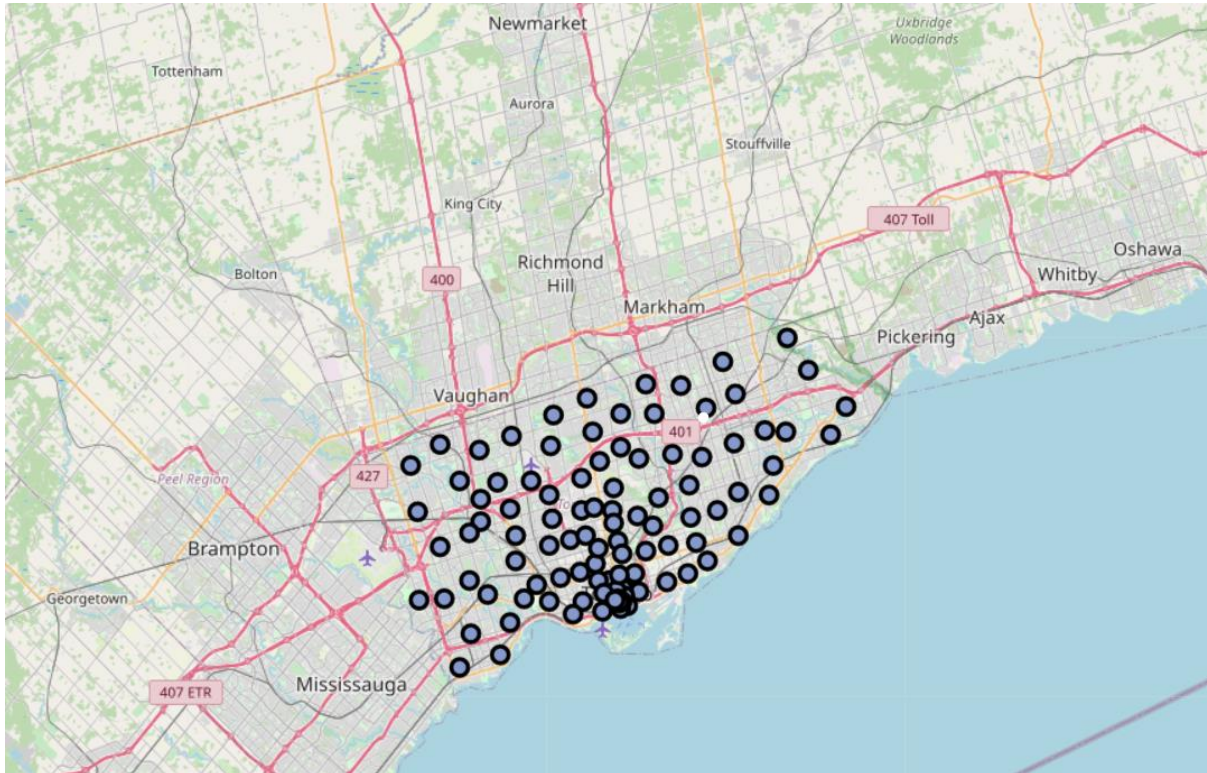 Newmarket
Uxbridge
Woodlands
Tottenham
Aurora
Stouffville
King City
407 Toll
Bolton
400
Richmond
Hill
Oshawa
Whitby
Markham
Ajax
Pickering
Vaughan
401
427
Peel Region
Brampton
Georgetown
Mississauga
407 ETR